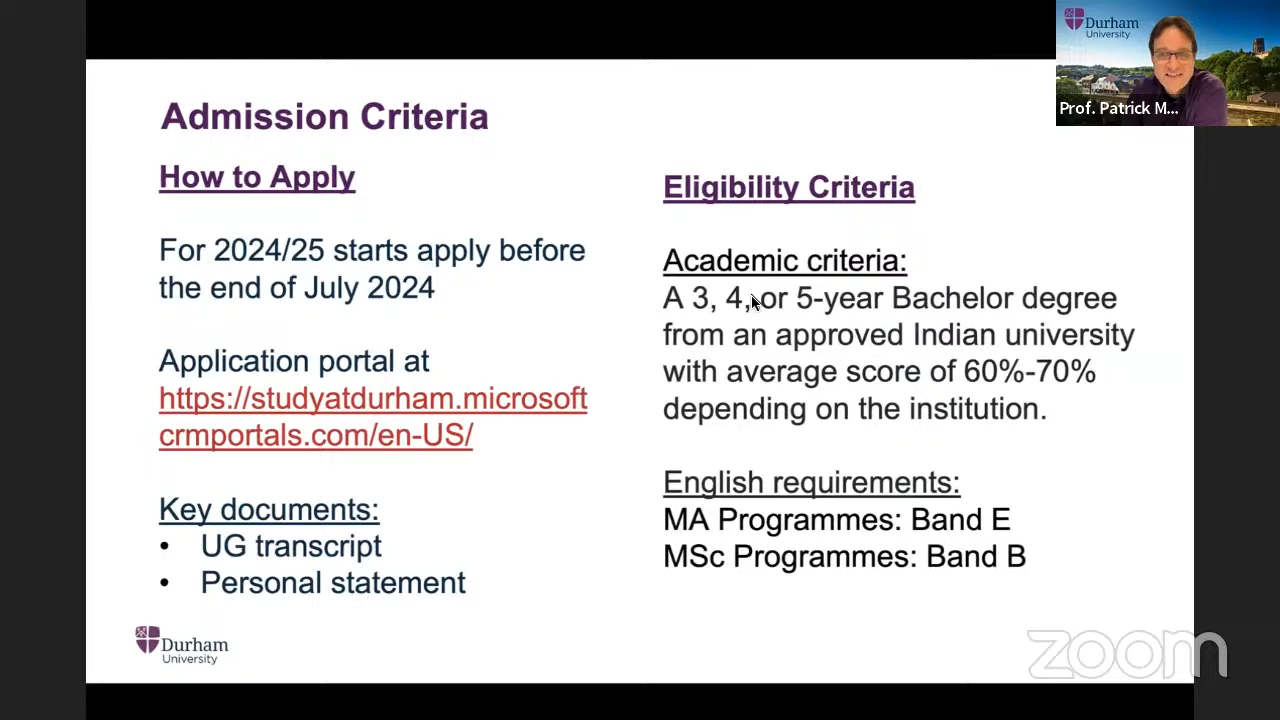 Admission Criteria
How to Apply
For 2024/25 starts apply before
the end of July 2024
Application portal at
https://studyatdurham.microsoft
crmportals.com/en-US/
Key documents:
• UG transcript
• Personal statement
Eligibility Criteria
Academic criteria:
A 3, 4, or 5-year Bachelor degree
from an approved Indian university
with average score of 60%-70%
depending on the institution.
English requirements:
MA Programmes: Band E
MSc Programmes: Band B
Durham
University
Durham
University
Prof. Patrick M...
zoom